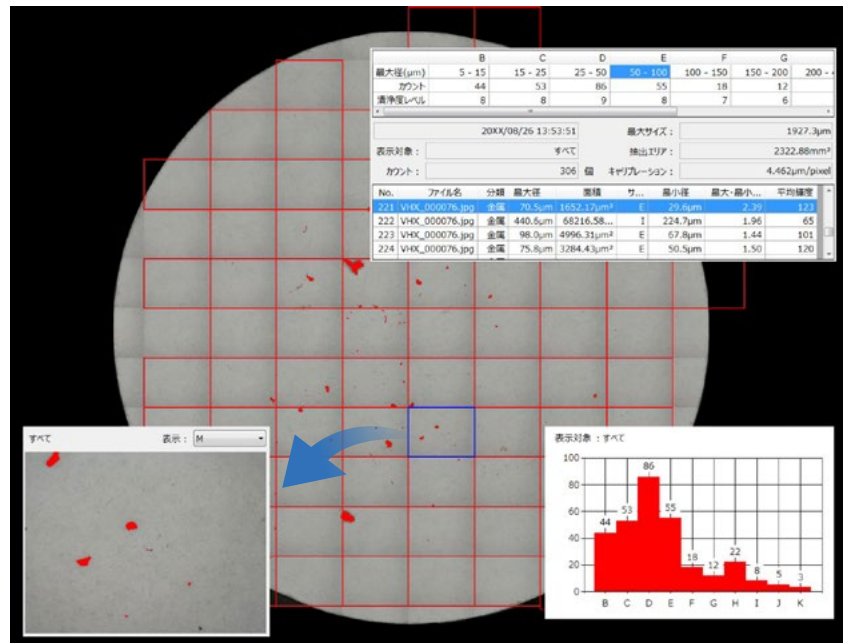 B C D E F G
最大径(μm) 5 - 15 15 - 25 25 - 50 50 - 100 100 - 150 150 - 200 200 -
カウント 44 53 86 55 18 12
清浄度レベル 8 8 9 8 7 6
20XX/08/26 13:53:51 最大サイズ： 1927.3μm
表示対象： すべて 抽出エリア： 2322.88mm²
カウント： 306 個 キャリブレーション： 4.462μm/pixel
No. ファイル名 分類 最大径 面積 サ... 最小径 最大・最小... 平均輝度
221 VHX_000076.jpg 金属 70.5μm 1652.17μm² E 29.6μm 2.39 123
222 VHX_000076.jpg 金属 440.6μm 68216.58... I 224.7μm 1.96 65
223 VHX_000076.jpg 金属 98.0μm 4996.31μm² E 67.8μm 1.44 101
224 VHX_000076.jpg 金属 75.8μm 3284.43μm² E 50.5μm 1.50 120
すべて 表示： M
表示対象 ：すべて
100
80
60
40
20
0
44 53 86 55 18 12 22 8 5 3
B C D E F G H I J K